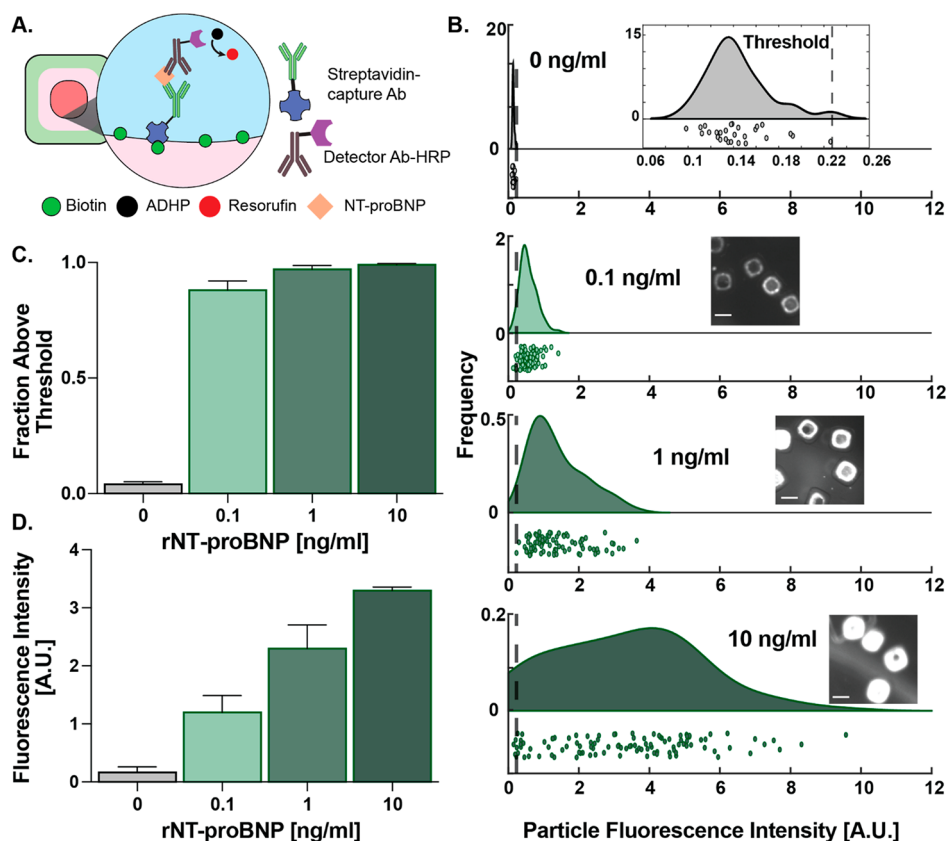 A.
Streptavidin-
capture Ab
Detector Ab-HRP
Biotin ADHP Resorufin NT-proBNP
B.
20
0 ng/ml
0
15
Threshold
0
0.06 0.1 0.14 0.18 0.22 0.26
0 2 4 6 8 10 12
2
0.1 ng/ml
0
0 2 4 6 8 10 12
0.5
1 ng/ml
0
0 2 4 6 8 10 12
0.2
10 ng/ml
0
0 2 4 6 8 10 12
Frequency
Particle Fluorescence Intensity [A.U.]
C.
Fraction Above
Threshold
1.0
0.5
0.0
0 0.1 1 10
rNT-proBNP [ng/ml]
D.
Fluorescence Intensity
[A.U.]
4
3
2
1
0
0 0.1 1 10
rNT-proBNP [ng/ml]